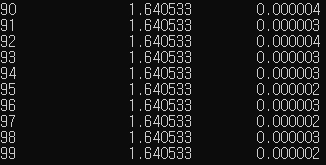 90 1.640533 0.000004
91 1.640533 0.000003
92 1.640533 0.000004
93 1.640533 0.000003
94 1.640533 0.000003
95 1.640533 0.000002
96 1.640533 0.000003
97 1.640533 0.000002
98 1.640533 0.000003
99 1.640533 0.000002